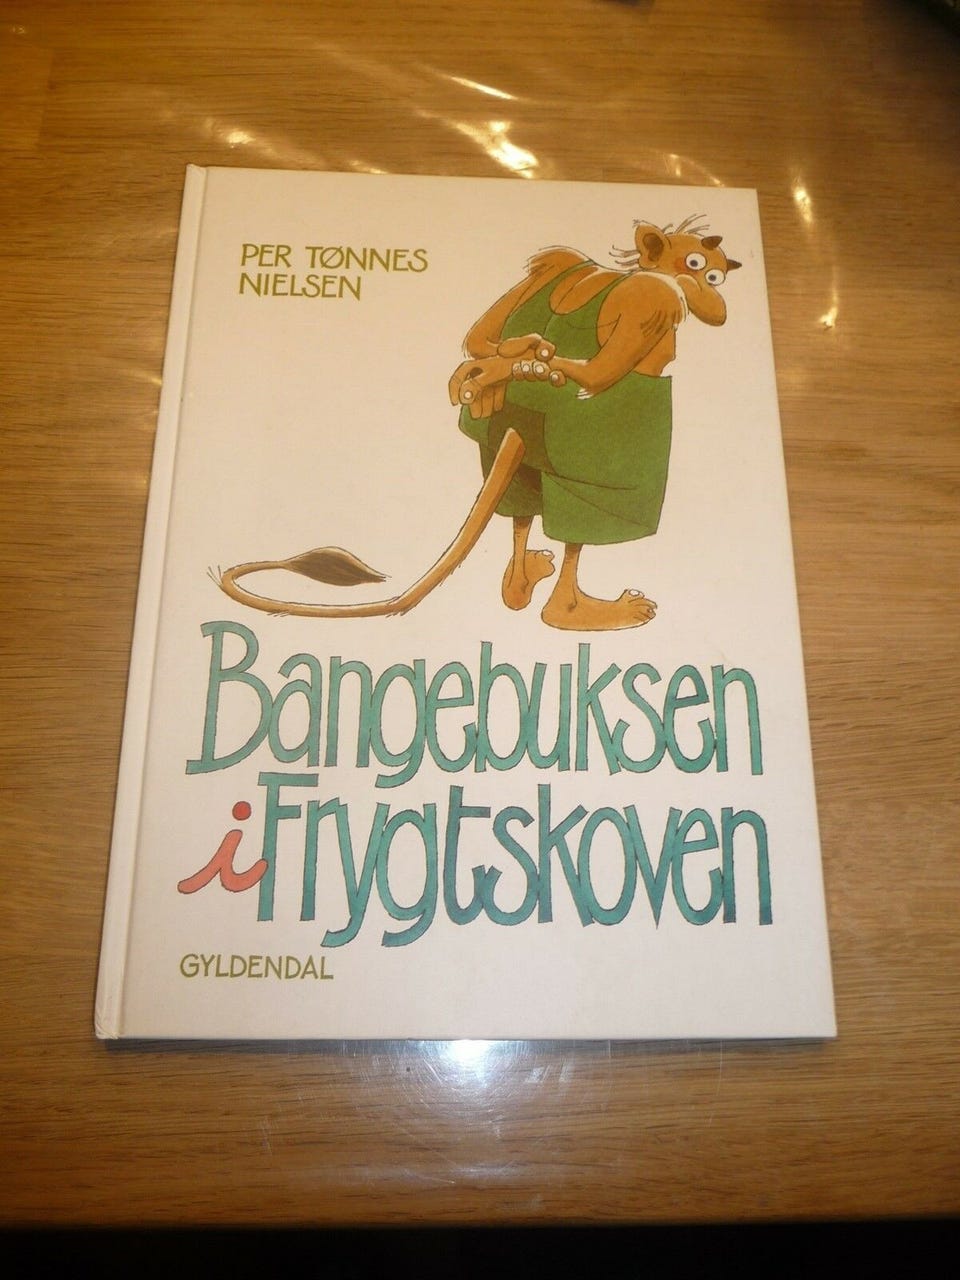 PER TØNNES
NIELSEN
Bangebuksen
i Frygtskoven
GYLDENDAL